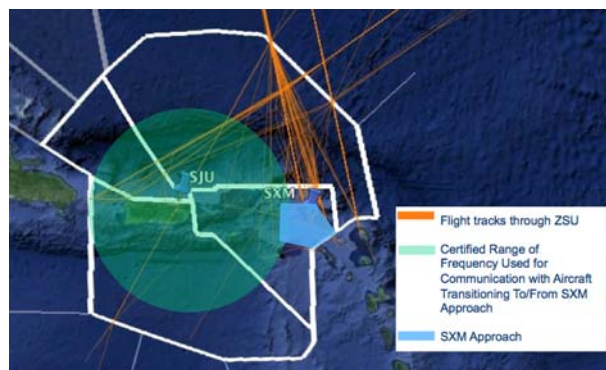 SJU
SXM
Flight tracks through ZSU
Certified Range of
Frequency Used for
Communication with Aircraft
Transitioning To/From SXM
Approach
SXM Approach